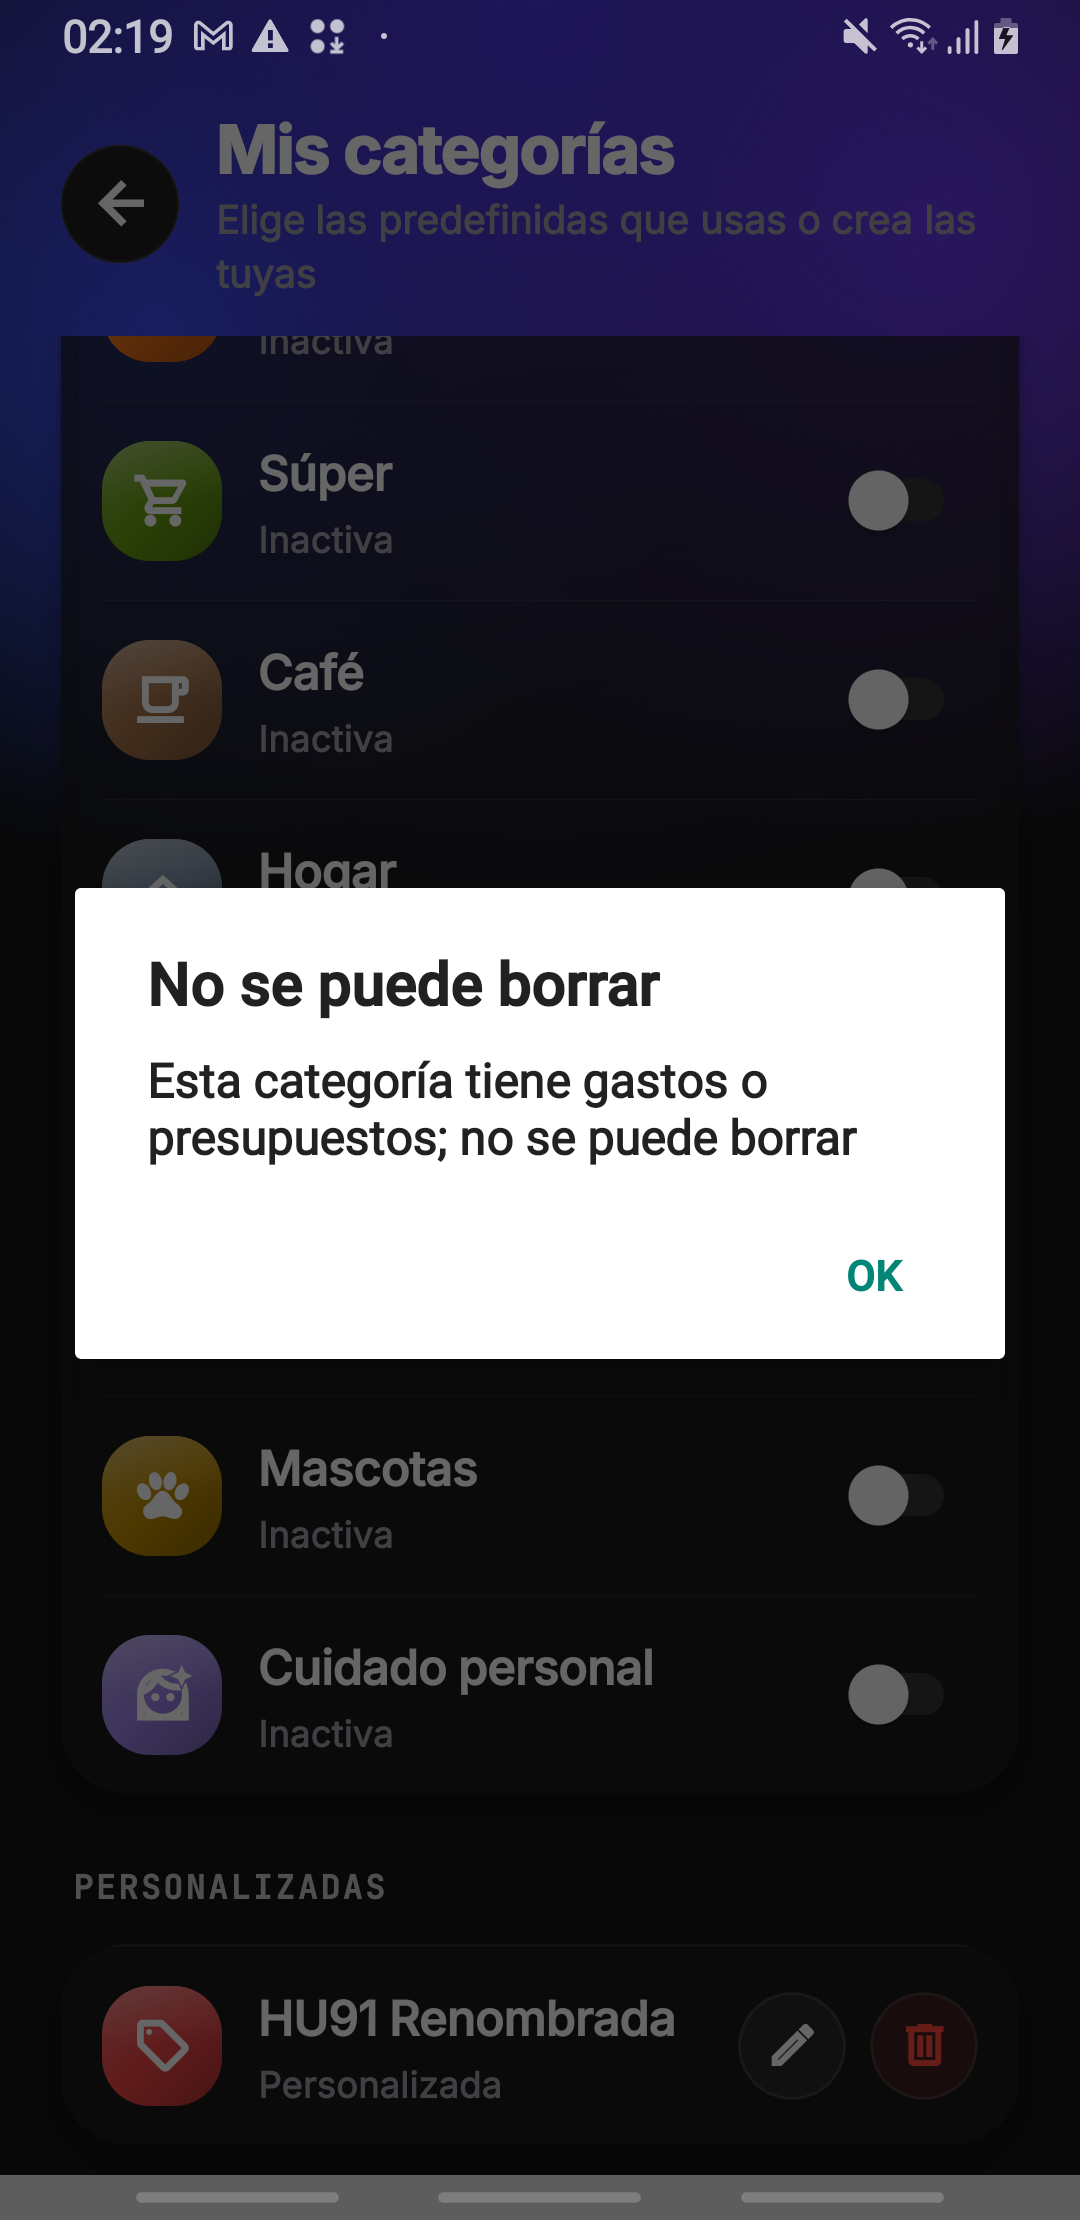 02:19
Mis categorías
Elige las predefinidas que usas o crea las
tuyas
Inactiva
Súper
Inactiva
Café
Inactiva
Hogar
No se puede borrar
Esta categoría tiene gastos o
presupuestos; no se puede borrar
OK
Mascotas
Inactiva
Cuidado personal
Inactiva
PERSONALIZADAS
HU91 Renombrada
Personalizada